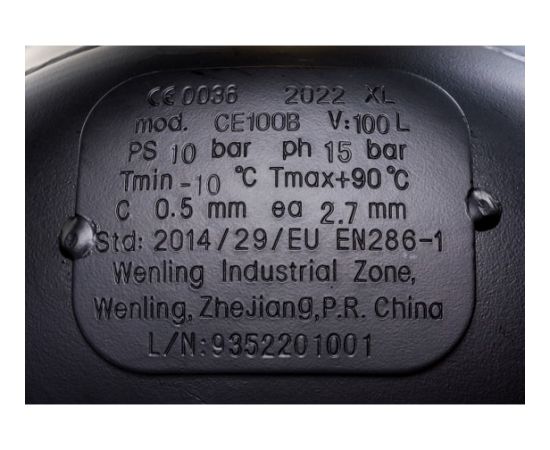 CE 0036 2022 XL
mod. CE100B V:100 L
PS 10 bar ph 15 bar
Tmin -10 °C Tmax+90°C
C 0.5 mm ea 2.7 mm
Std: 2014/29/EU EN286-1
Wenling Industrial Zone,
Wenling, ZheJiang,P.R. China
L/N:9352201001